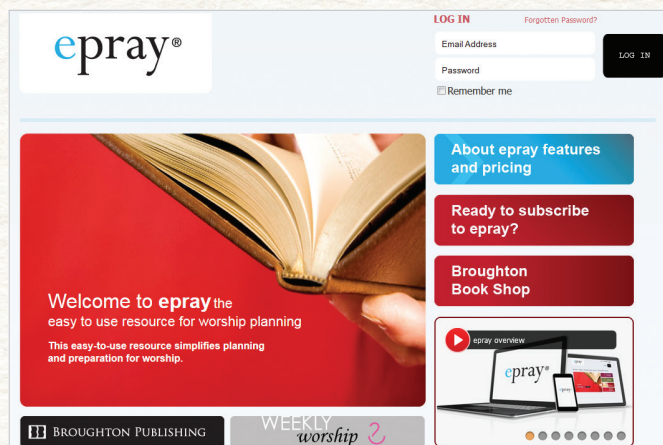 epray®
LOG IN
Forgotten Password?
Email Address
Password
LOG IN
Remember me
Welcome to epray the
easy to use resource for worship planning
This easy-to-use resource simplifies planning
and preparation for worship.
About epray features
and pricing
Ready to subscribe
to epray?
Broughton
Book Shop
epray overview
epray®
BROUGHTON PUBLISHING
WEEKLY
worship